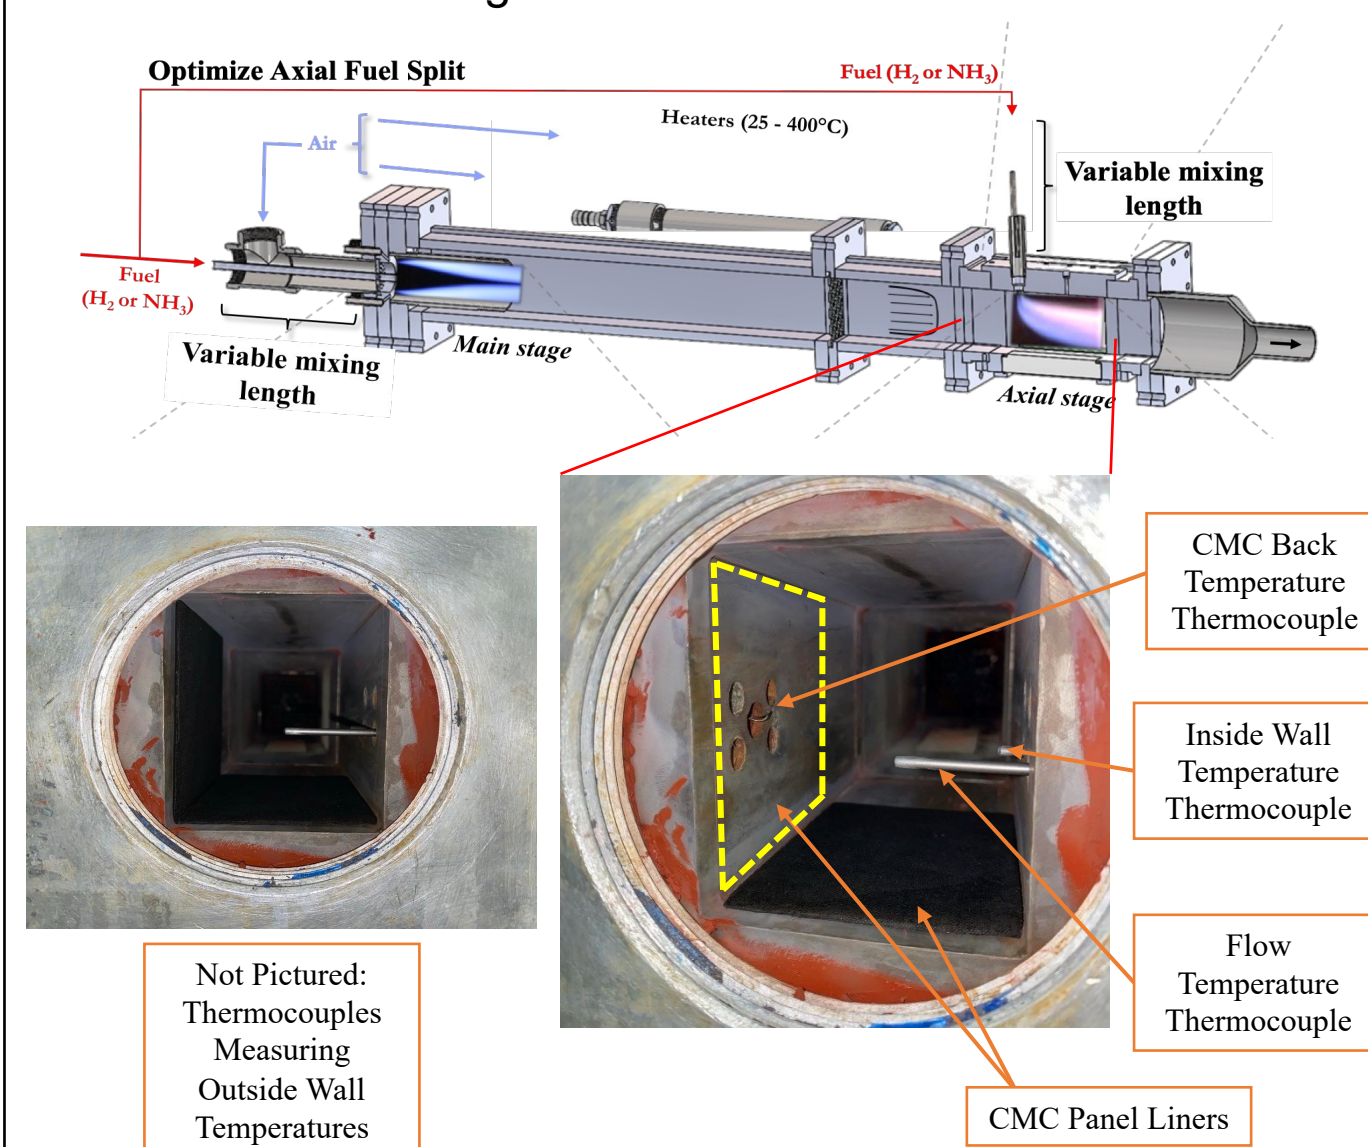 g
Optimize Axial Fuel Split
Fuel (H₂ or NH₃)
Heaters (25 - 400°C)
Air
Variable mixing
length
Fuel
(H₂ or NH₃)
Variable mixing
length
Main stage
Axial stage
CMC Back
Temperature
Thermocouple
Inside Wall
Temperature
Thermocouple
Flow
Temperature
Thermocouple
CMC Panel Liners
Not Pictured:
Thermocouples
Measuring
Outside Wall
Temperatures